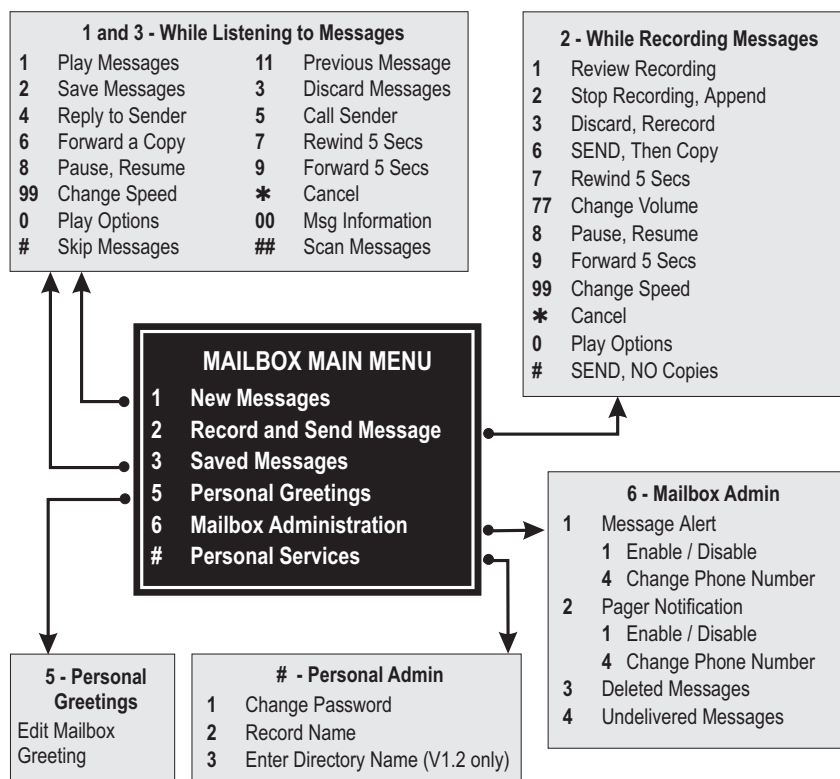 1 and 3 - While Listening to Messages
1 Play Messages 11 Previous Message
2 Save Messages 3 Discard Messages
4 Reply to Sender 5 Call Sender
6 Forward a Copy 7 Rewind 5 Secs
8 Pause, Resume 9 Forward 5 Secs
99 Change Speed ✱ Cancel
0 Play Options 00 Msg Information
# Skip Messages ## Scan Messages
2 - While Recording Messages
1 Review Recording
2 Stop Recording, Append
3 Discard, Rerecord
6 SEND, Then Copy
7 Rewind 5 Secs
77 Change Volume
8 Pause, Resume
9 Forward 5 Secs
99 Change Speed
✱ Cancel
0 Play Options
# SEND, NO Copies
MAILBOX MAIN MENU
1 New Messages
2 Record and Send Message
3 Saved Messages
5 Personal Greetings
6 Mailbox Administration
# Personal Services
6 - Mailbox Admin
1 Message Alert
1 Enable / Disable
4 Change Phone Number
2 Pager Notification
1 Enable / Disable
4 Change Phone Number
3 Deleted Messages
4 Undelivered Messages
5 - Personal
Greetings
Edit Mailbox
Greeting
# - Personal Admin
1 Change Password
2 Record Name
3 Enter Directory Name (V1.2 only)